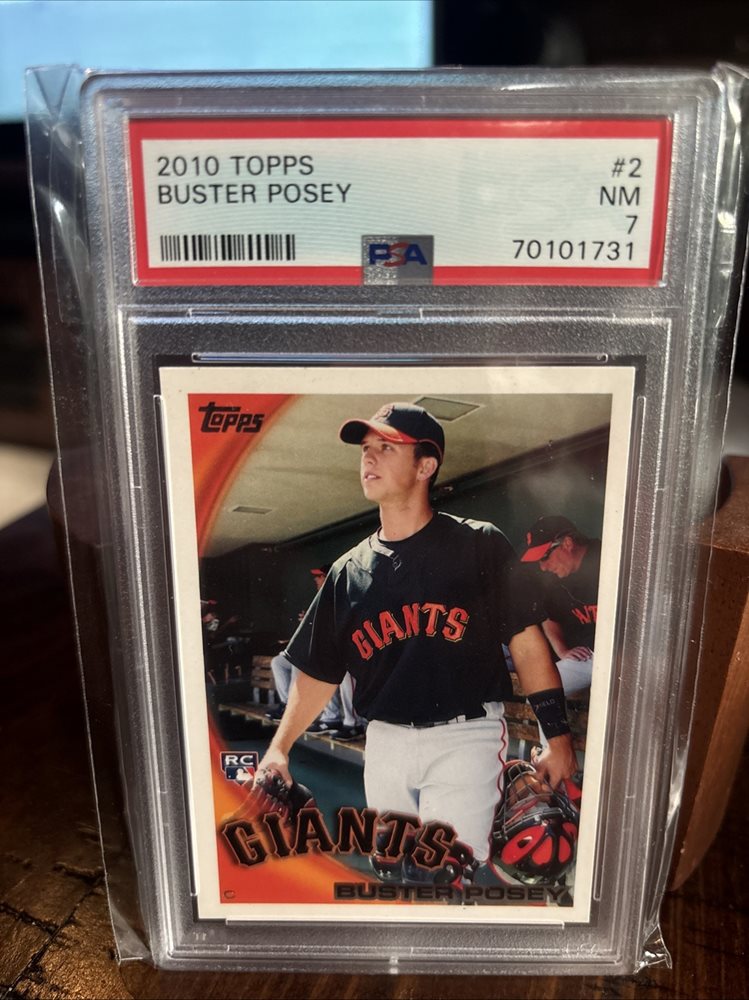 2010 TOPPS #2
BUSTER POSEY NM
7
PSA 70101731
Topps
GIANTS
RC
GIANTS
C
BUSTER POSEY